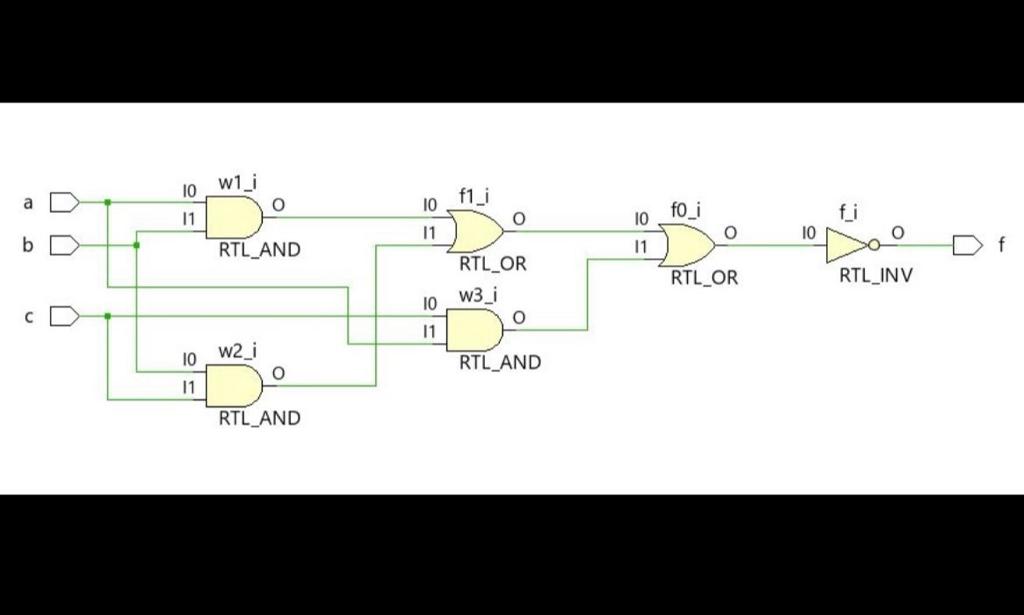 a
b
c
I0
I1
w1_i
O
RTL_AND
I0
I1
w2_i
O
RTL_AND
I0
I1
f1_i
O
RTL_OR
I0
I1
w3_i
O
RTL_AND
I0
I1
f0_i
O
RTL_OR
I0
f_i
O
RTL_INV
f